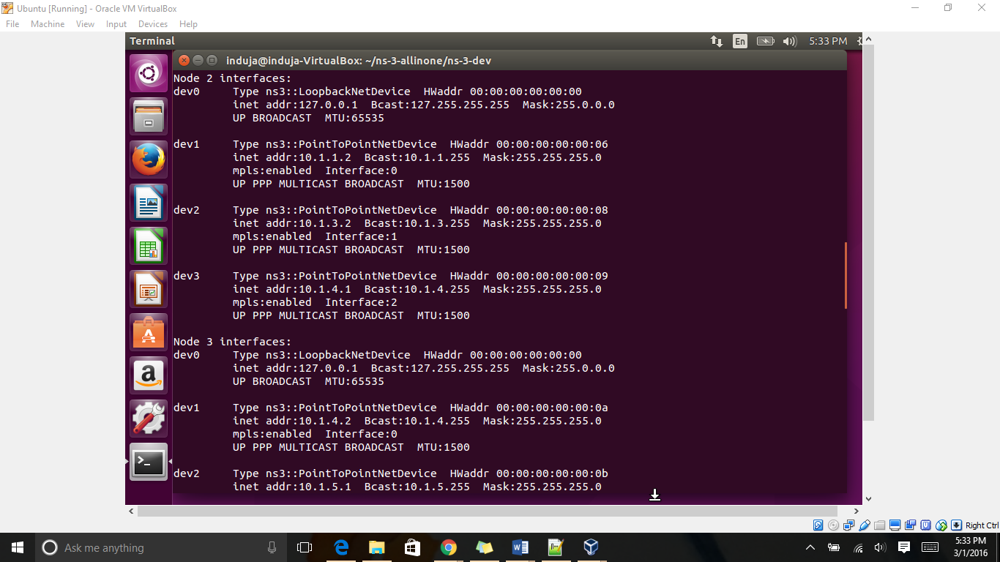 Ubuntu [Running] - Oracle VM VirtualBox
File Machine View Input Devices Help
Terminal En 5:33 PM
induja@induja-VirtualBox: ~/ns-3-allinone/ns-3-dev
Node 2 interfaces:
dev0 Type ns3::LoopbackNetDevice HWaddr 00:00:00:00:00:00
inet addr:127.0.0.1 Bcast:127.255.255.255 Mask:255.0.0.0
UP BROADCAST MTU:65535
dev1 Type ns3::PointToPointNetDevice HWaddr 00:00:00:00:00:06
inet addr:10.1.1.2 Bcast:10.1.1.255 Mask:255.255.255.0
mpls:enabled Interface:0
UP PPP MULTICAST BROADCAST MTU:1500
dev2 Type ns3::PointToPointNetDevice HWaddr 00:00:00:00:00:08
inet addr:10.1.3.2 Bcast:10.1.3.255 Mask:255.255.255.0
mpls:enabled Interface:1
UP PPP MULTICAST BROADCAST MTU:1500
dev3 Type ns3::PointToPointNetDevice HWaddr 00:00:00:00:00:09
inet addr:10.1.4.1 Bcast:10.1.4.255 Mask:255.255.255.0
mpls:enabled Interface:2
UP PPP MULTICAST BROADCAST MTU:1500
Node 3 interfaces:
dev0 Type ns3::LoopbackNetDevice HWaddr 00:00:00:00:00:00
inet addr:127.0.0.1 Bcast:127.255.255.255 Mask:255.0.0.0
UP BROADCAST MTU:65535
dev1 Type ns3::PointToPointNetDevice HWaddr 00:00:00:00:00:0a
inet addr:10.1.4.2 Bcast:10.1.4.255 Mask:255.255.255.0
mpls:enabled Interface:0
UP PPP MULTICAST BROADCAST MTU:1500
dev2 Type ns3::PointToPointNetDevice HWaddr 00:00:00:00:00:0b
inet addr:10.1.5.1 Bcast:10.1.5.255 Mask:255.255.255.0
Right Ctrl
Ask me anything
5:33 PM
3/1/2016